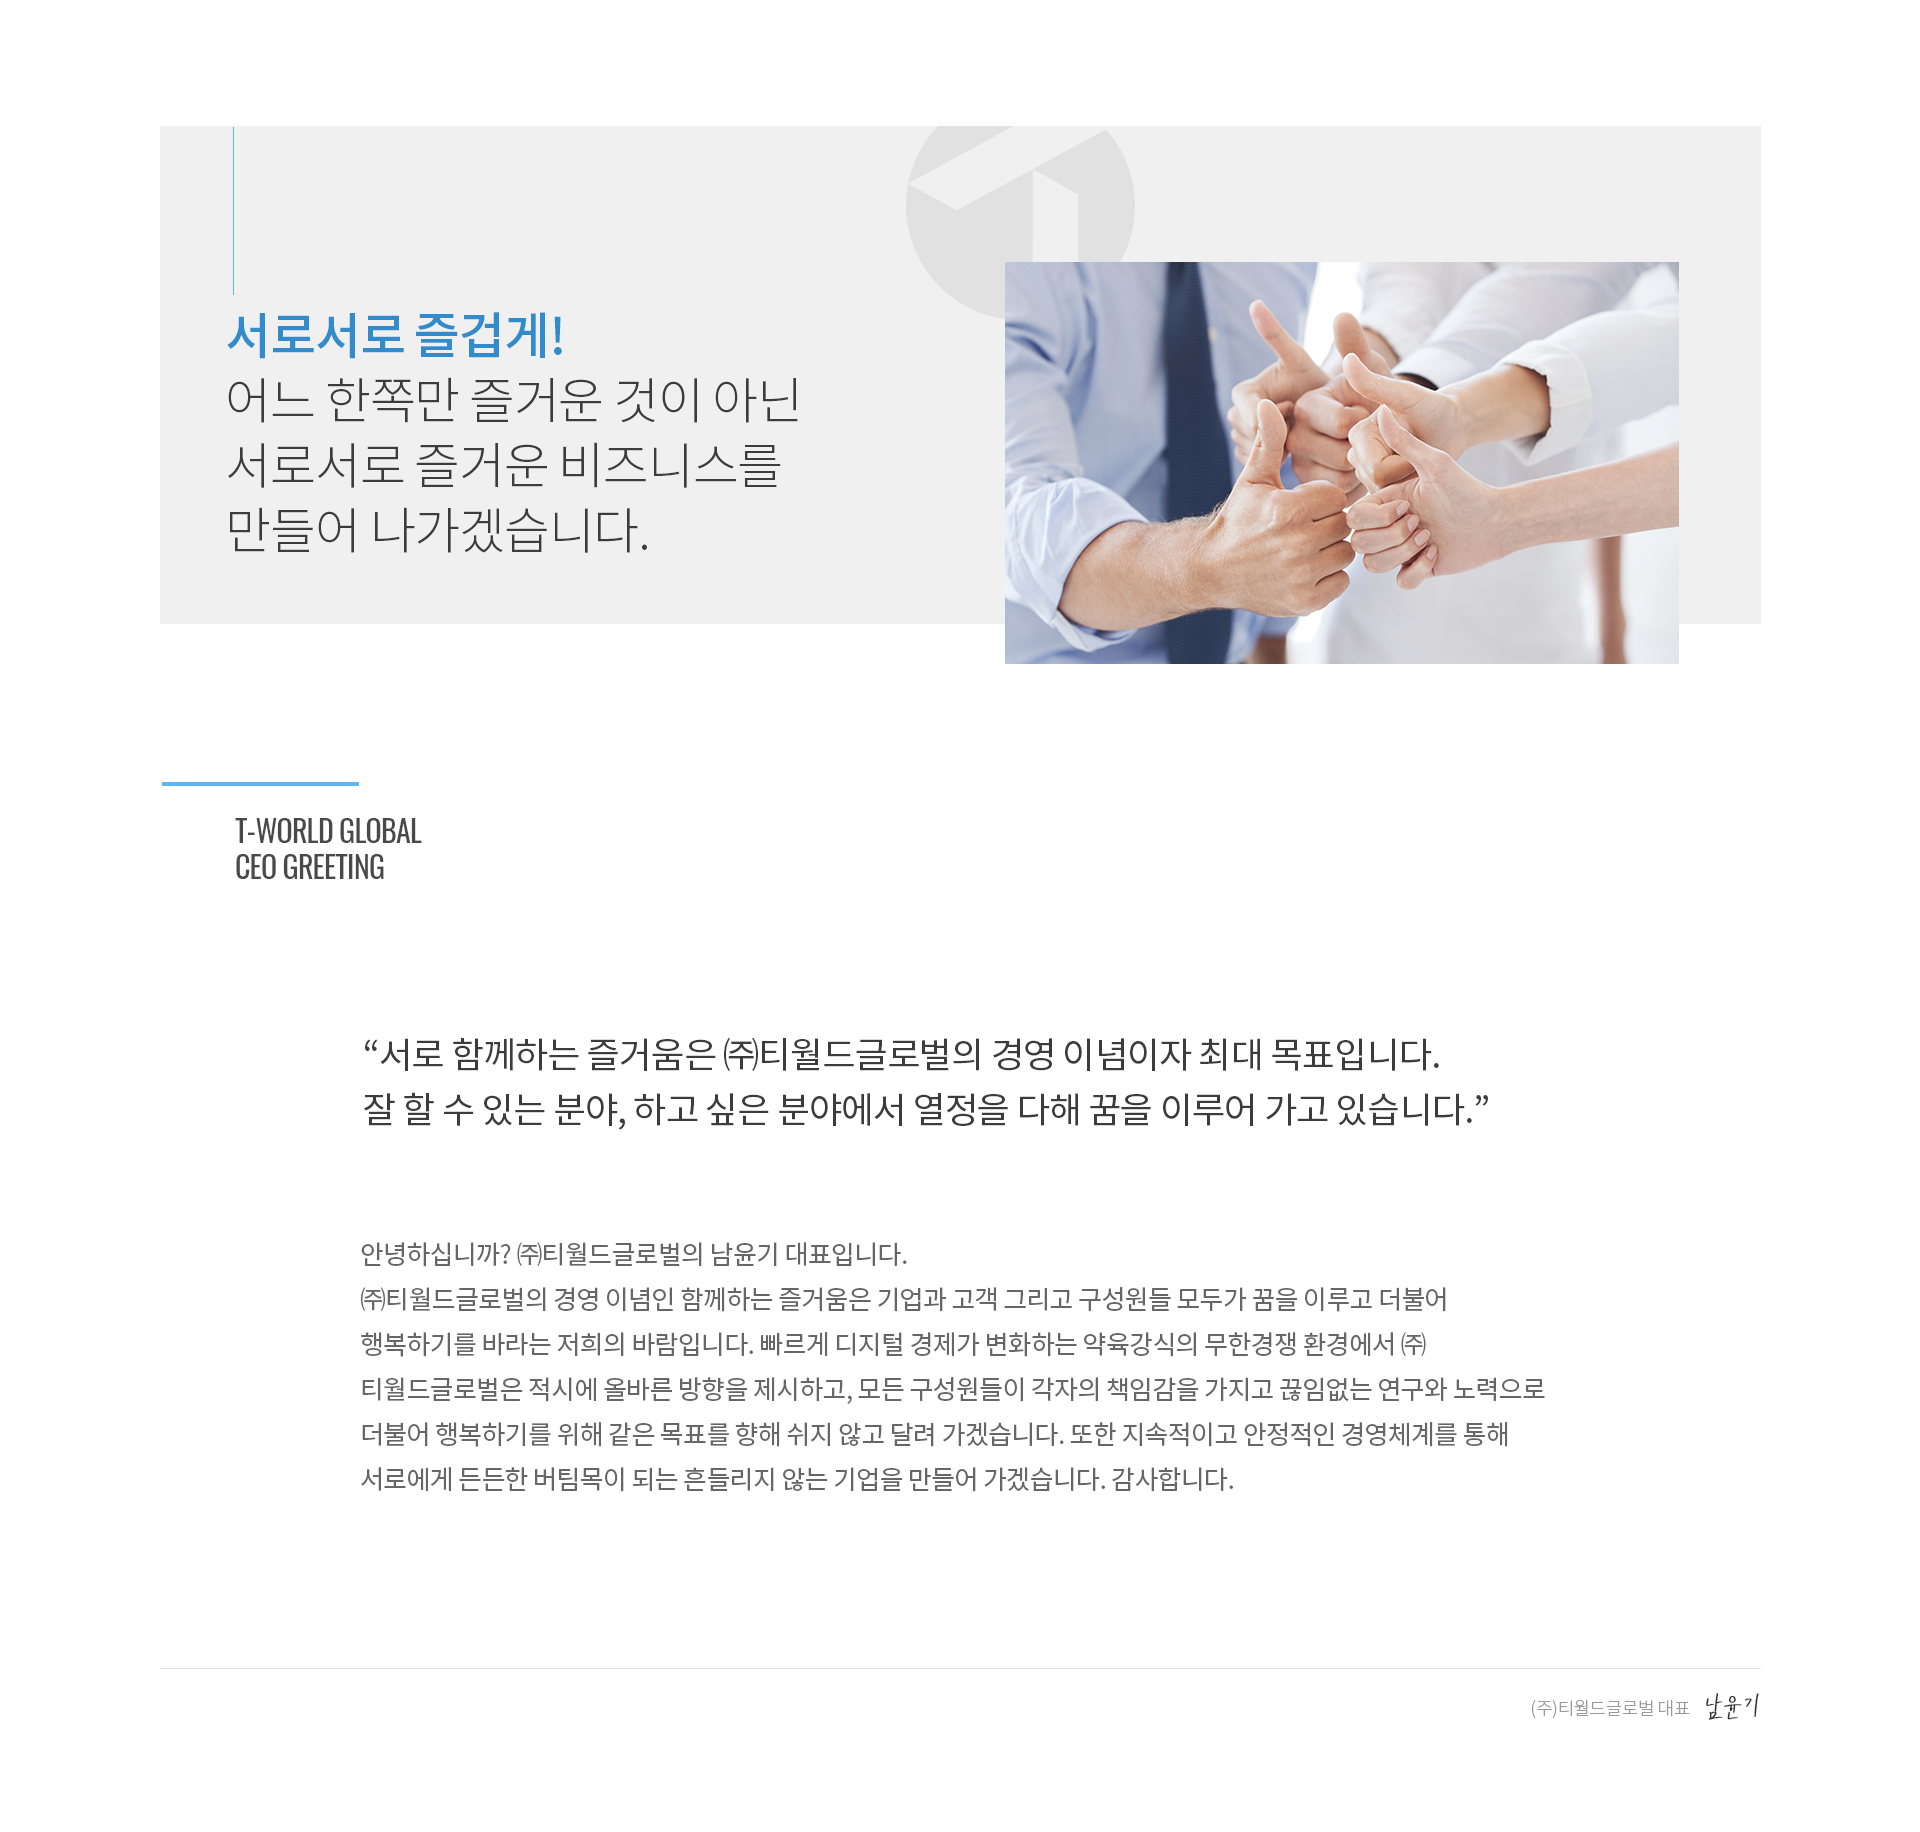 서로서로 즐겁게!
어느 한쪽만 즐거운 것이 아닌
서로서로 즐거운 비즈니스를
만들어 나가겠습니다.
T-WORLD GLOBAL
CEO GREETING
“서로 함께하는 즐거움은 ㈜티월드글로벌의 경영 이념이자 최대 목표입니다.
잘 할 수 있는 분야, 하고 싶은 분야에서 열정을 다해 꿈을 이루어 가고 있습니다.”
안녕하십니까? ㈜티월드글로벌의 남윤기 대표입니다.
㈜티월드글로벌의 경영 이념인 함께하는 즐거움은 기업과 고객 그리고 구성원들 모두가 꿈을 이루고 더불어
행복하기를 바라는 저희의 바람입니다. 빠르게 디지털 경제가 변화하는 약육강식의 무한경쟁 환경에서 ㈜
티월드글로벌은 적시에 올바른 방향을 제시하고, 모든 구성원들이 각자의 책임감을 가지고 끊임없는 연구와 노력으로
더불어 행복하기를 위해 같은 목표를 향해 쉬지 않고 달려 가겠습니다. 또한 지속적이고 안정적인 경영체계를 통해
서로에게 든든한 버팀목이 되는 흔들리지 않는 기업을 만들어 가겠습니다. 감사합니다.
(주)티월드글로벌 대표 남윤기